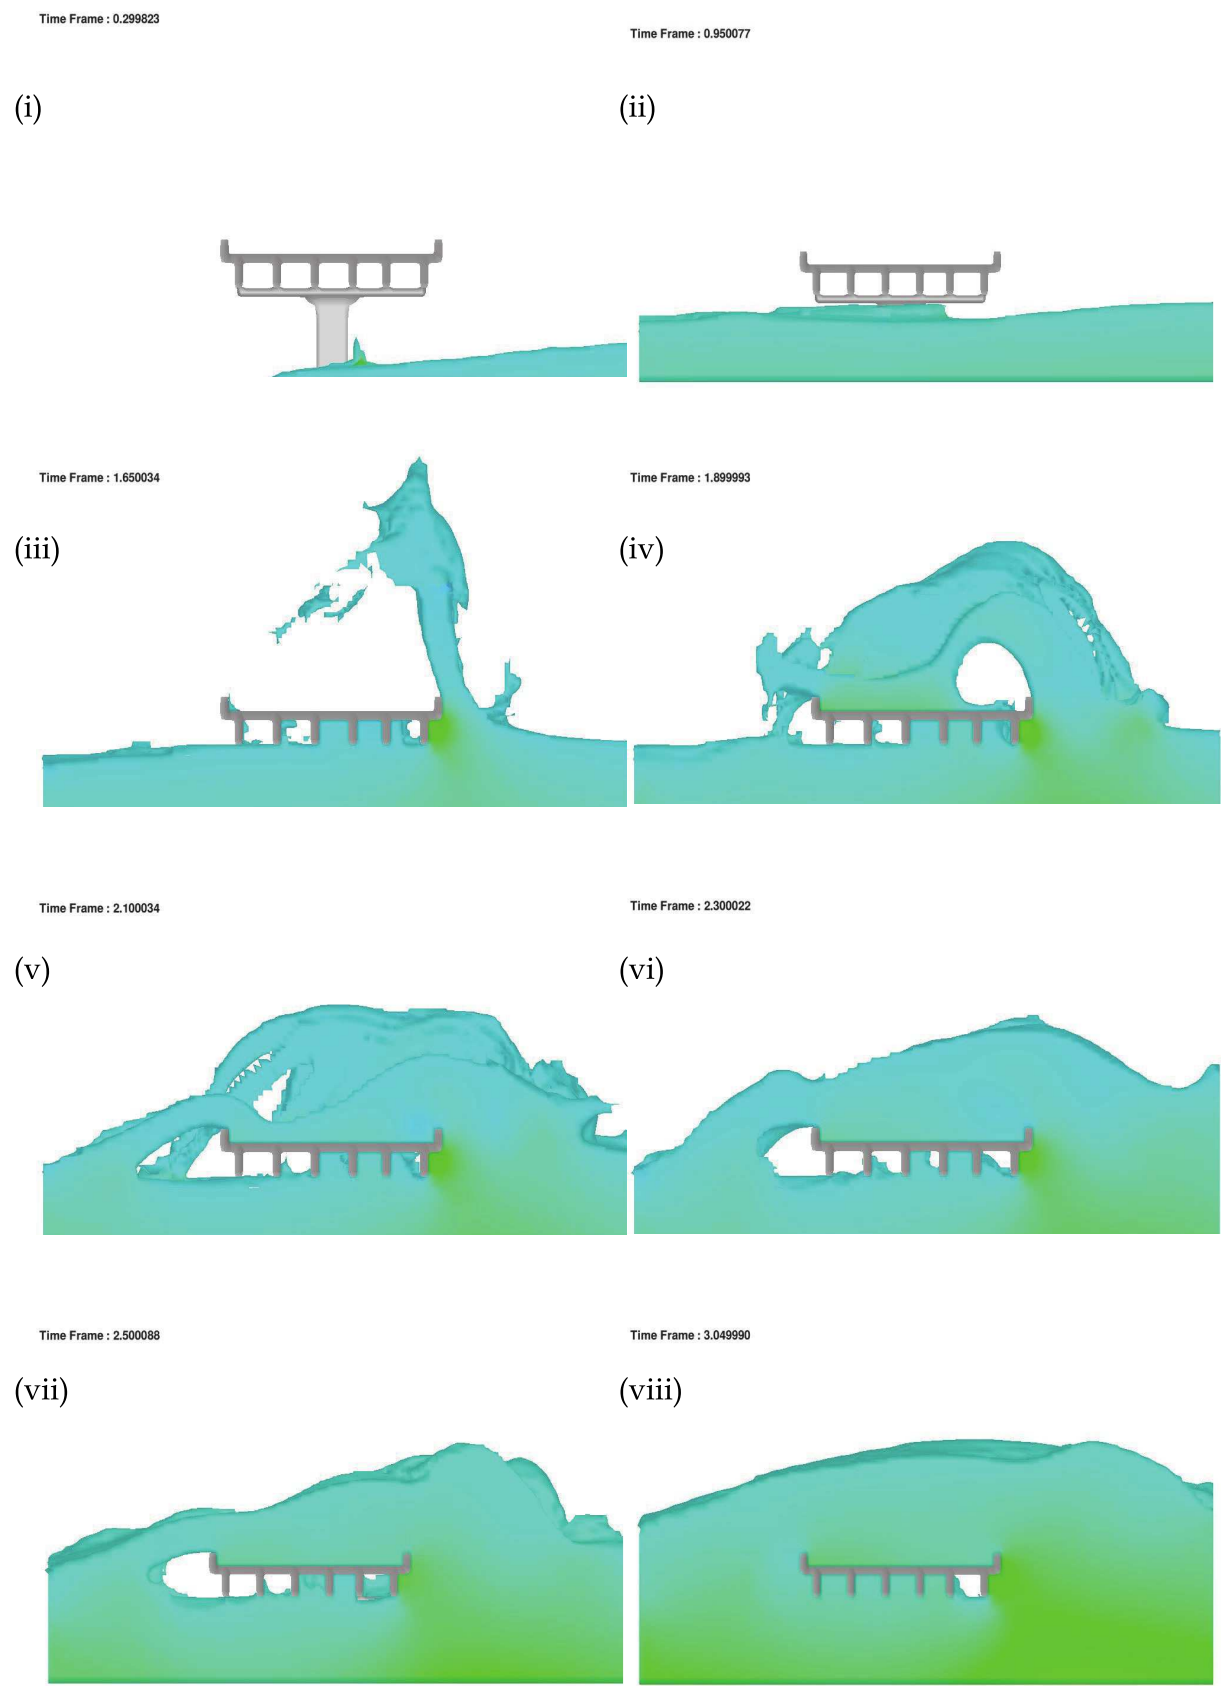 Time Frame : 0.299823
Time Frame : 0.950077
(i)
(ii)
Time Frame : 1.650034
Time Frame : 1.899993
(iii)
(iv)
Time Frame : 2.100034
Time Frame : 2.300022
(v)
(vi)
Time Frame : 2.500088
Time Frame : 3.049990
(vii)
(viii)